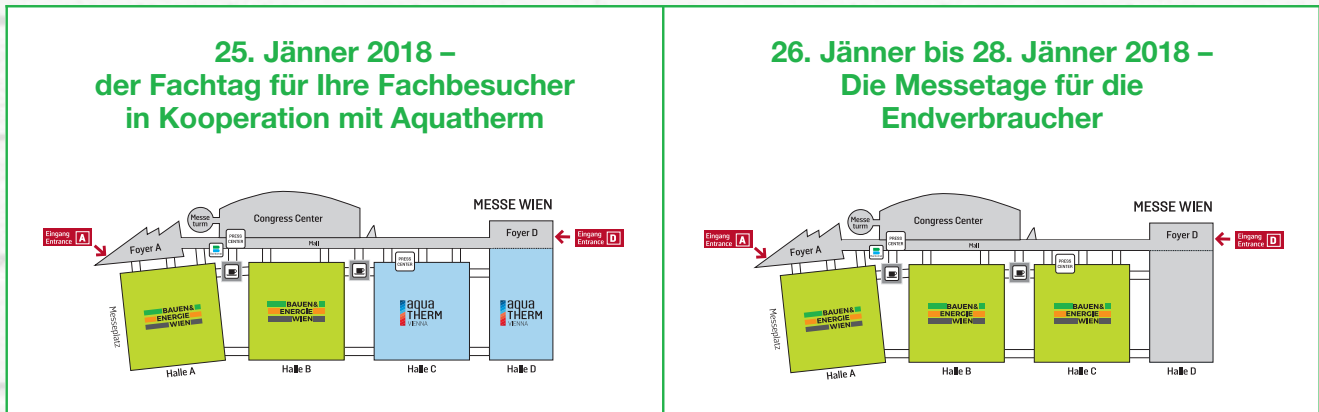 25. Jänner 2018 –
der Fachtag für Ihre Fachbesucher
in Kooperation mit Aquatherm
MESSE WIEN
Messe
turm
Congress Center
Eingang
Entrance
A
Foyer A
PRESS
CENTER
Mall
Foyer D
Eingang
Entrance
D
PRESS
CENTER
Messeplatz
BAUEN&
ENERGIE
WIEN
BAUEN&
ENERGIE
WIEN
aqua
THERM
VIENNA
aqua
THERM
VIENNA
Halle A
Halle B
Halle C
Halle D
26. Jänner bis 28. Jänner 2018 –
Die Messetage für die
Endverbraucher
MESSE WIEN
Messe
turm
Congress Center
Eingang
Entrance
A
Foyer A
PRESS
CENTER
Mall
Foyer D
Eingang
Entrance
D
PRESS
CENTER
Messeplatz
BAUEN&
ENERGIE
WIEN
BAUEN&
ENERGIE
WIEN
BAUEN&
ENERGIE
WIEN
Halle A
Halle B
Halle C
Halle D